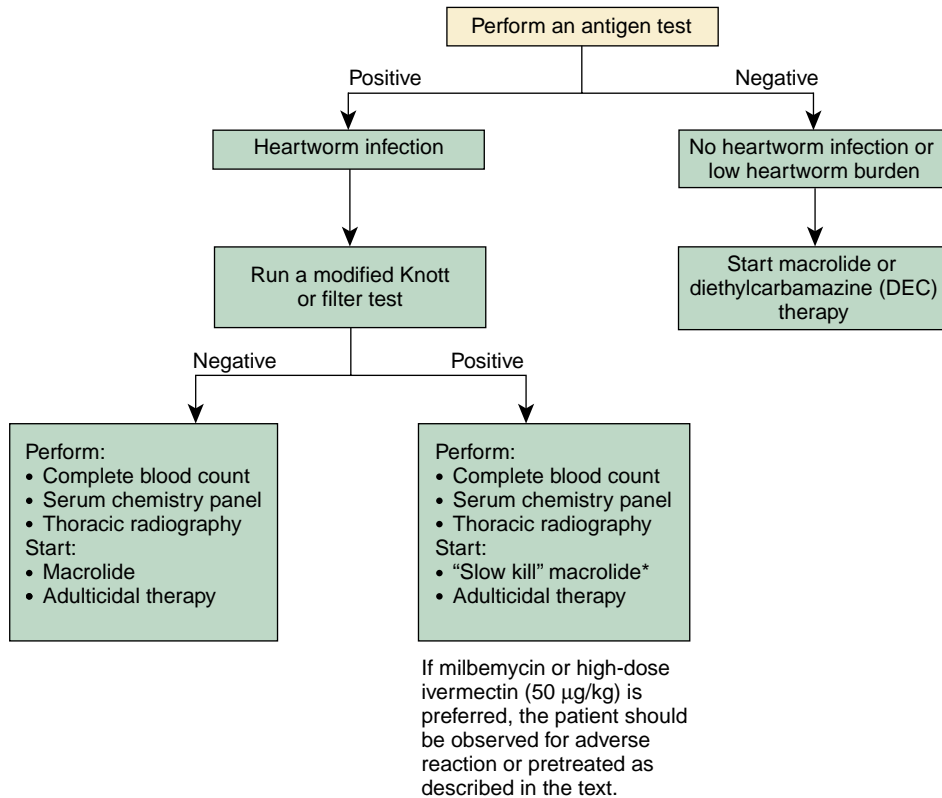 Perform an antigen test
Positive
Negative
Heartworm infection
No heartworm infection or
low heartworm burden
Run a modified Knott
or filter test
Start macrolide or
diethylcarbamazine (DEC)
therapy
Negative
Positive
Perform:
• Complete blood count
• Serum chemistry panel
• Thoracic radiography
Start:
• Macrolide
• Adulticidal therapy
Perform:
• Complete blood count
• Serum chemistry panel
• Thoracic radiography
Start:
• “Slow kill” macrolide*
• Adulticidal therapy
If milbemycin or high-dose
ivermectin (50 μg/kg) is
preferred, the patient should
be observed for adverse
reaction or pretreated as
described in the text.